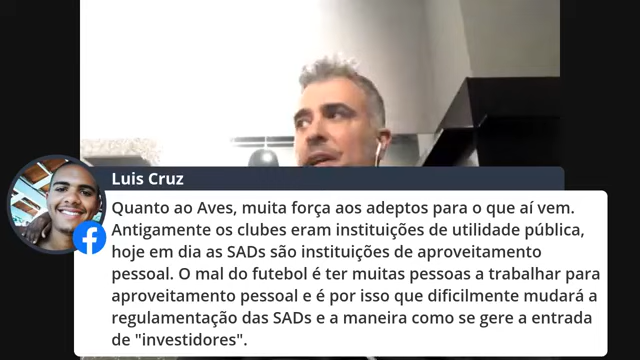 Luis Cruz
Quanto ao Aves, muita força aos adeptos para o que aí vem.
Antigamente os clubes eram instituições de utilidade pública,
hoje em dia as SADs são instituições de aproveitamento
pessoal. O mal do futebol é ter muitas pessoas a trabalhar para
aproveitamento pessoal e é por isso que dificilmente mudará a
regulamentação das SADs e a maneira como se gere a entrada
de "investidores".